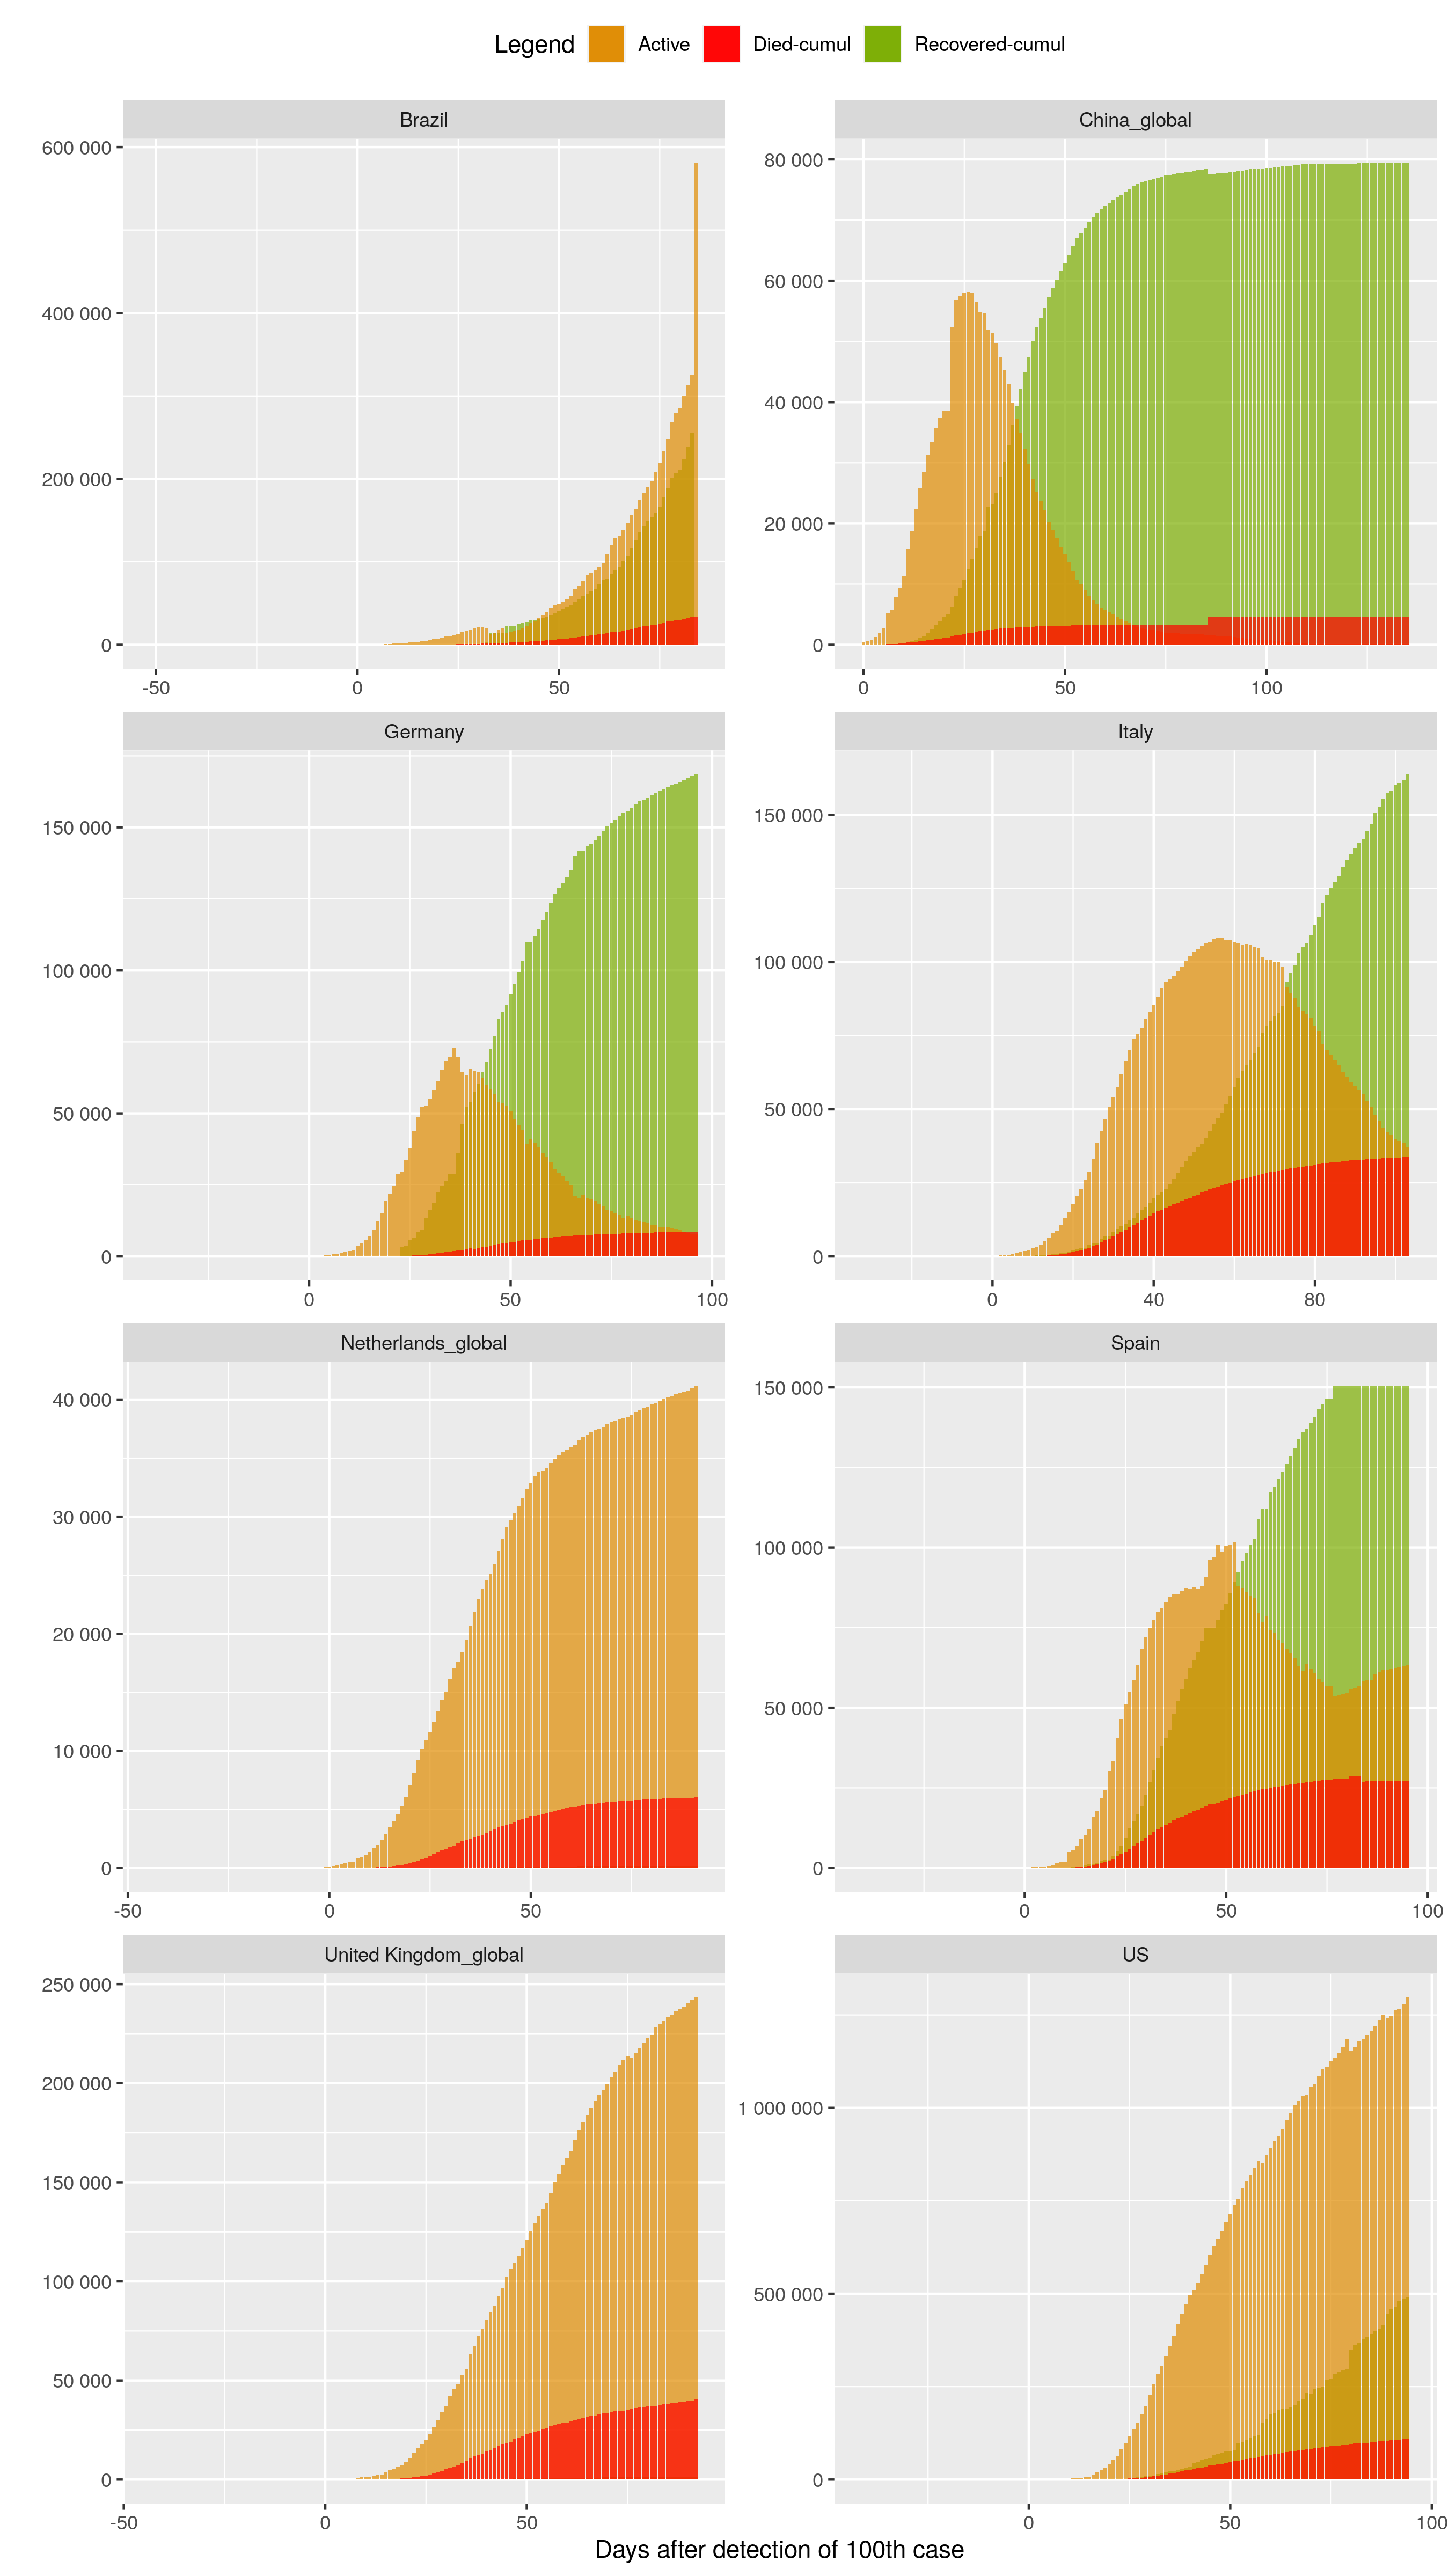 Legend Active Died-cumul Recovered-cumul
Brazil China_global
600 000
400 000
200 000
0
-50 0 50
80 000
60 000
40 000
20 000
0
0 50 100
Germany Italy
150 000
100 000
50 000
0
0 50 100
150 000
100 000
50 000
0
0 40 80
Netherlands_global Spain
40 000
30 000
20 000
10 000
0
-50 0 50
150 000
100 000
50 000
0
0 50 100
United Kingdom_global US
250 000
200 000
150 000
100 000
50 000
0
-50 0 50
1 000 000
500 000
0
0 50 100
Days after detection of 100th case